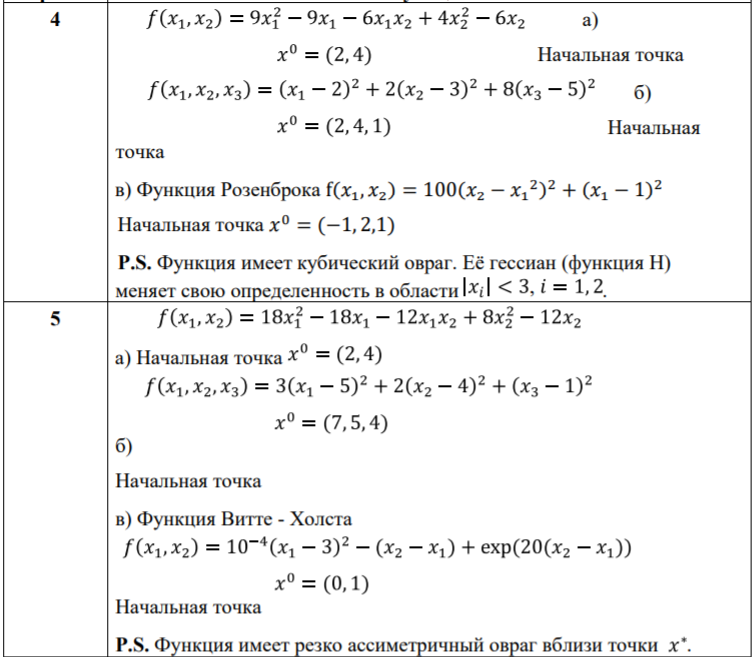 4
f(x₁, x₂) = 9x₁² − 9x₁ − 6x₁x₂ + 4x₂² − 6x₂ а)
x⁰ = (2, 4) Начальная точка
f(x₁, x₂, x₃) = (x₁ − 2)² + 2(x₂ − 3)² + 8(x₃ − 5)² б)
x⁰ = (2, 4, 1) Начальная
точка
в) Функция Розенброка f(x₁, x₂) = 100(x₂ − x₁²)² + (x₁ − 1)²
Начальная точка x⁰ = (−1, 2,1)
P.S. Функция имеет кубический овраг. Её гессиан (функция H)
меняет свою определенность в области |xᵢ| < 3, i = 1, 2.
5
f(x₁, x₂) = 18x₁² − 18x₁ − 12x₁x₂ + 8x₂² − 12x₂
а) Начальная точка x⁰ = (2, 4)
f(x₁, x₂, x₃) = 3(x₁ − 5)² + 2(x₂ − 4)² + (x₃ − 1)²
x⁰ = (7, 5, 4)
б)
Начальная точка
в) Функция Витте - Холста
f(x₁, x₂) = 10⁻⁴(x₁ − 3)² − (x₂ − x₁) + exp(20(x₂ − x₁))
x⁰ = (0, 1)
Начальная точка
P.S. Функция имеет резко ассиметричный овраг вблизи точки x*.